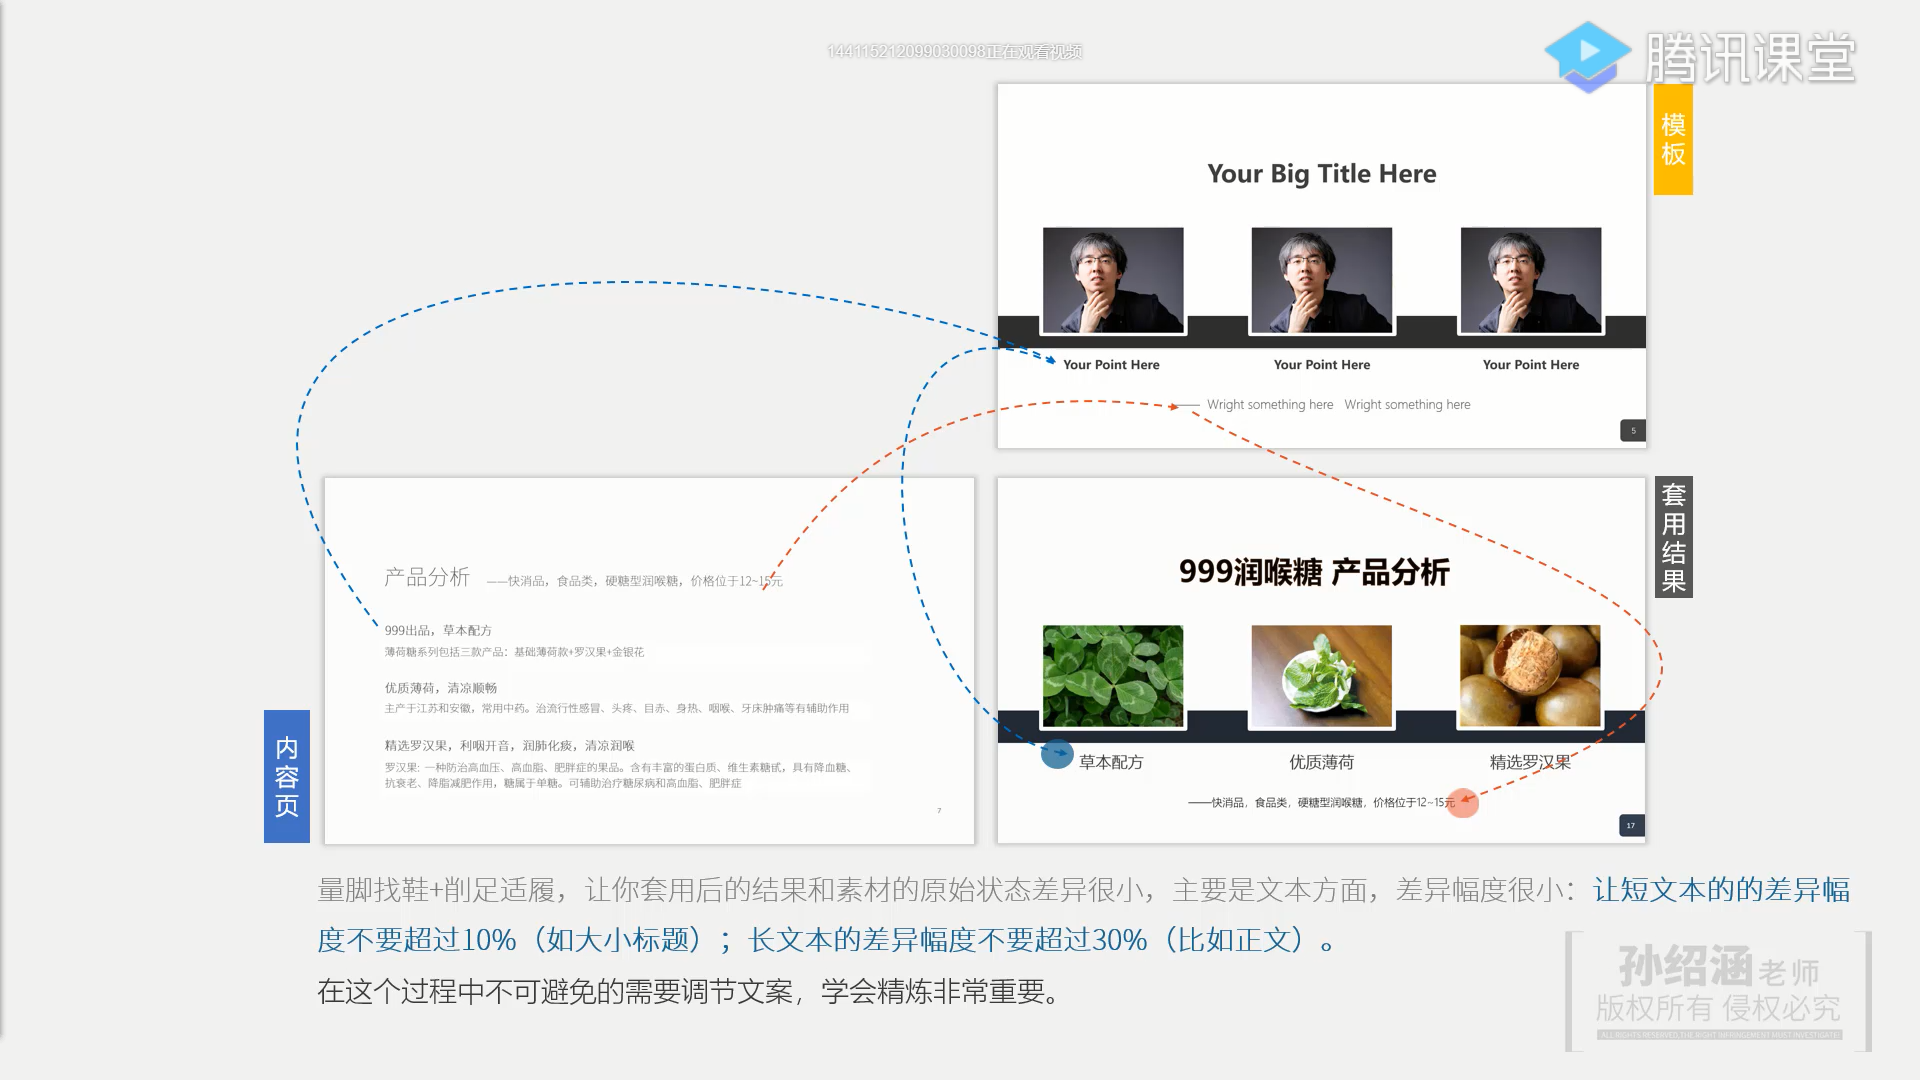 144115212099030098正在观看视频
腾讯课堂
模板
Your Big Title Here
Your Point Here
Your Point Here
Your Point Here
—— Wright something here Wright something here
5
内容页
产品分析 ——快消品，食品类，硬糖型润喉糖，价格位于12~15元
999出品，草本配方
薄荷糖系列包括三款产品：基础薄荷款+罗汉果+金银花
优质薄荷，清凉顺畅
主产于江苏和安徽，常用中药。治流行性感冒、头疼、目赤、身热、咽喉、牙床肿痛等有辅助作用
精选罗汉果，利咽开音，润肺化痰，清凉润喉
罗汉果: 一种防治高血压、高血脂、肥胖症的果品。含有丰富的蛋白质、维生素糖甙，具有降血糖、
抗衰老、降脂减肥作用，糖属于单糖。可辅助治疗糖尿病和高血脂、肥胖症
7
套用结果
999润喉糖 产品分析
草本配方
优质薄荷
精选罗汉果
——快消品，食品类，硬糖型润喉糖，价格位于12~15元
17
量脚找鞋+削足适履，让你套用后的结果和素材的原始状态差异很小，主要是文本方面，差异幅度很小：让短文本的的差异幅
度不要超过10%（如大小标题）；长文本的差异幅度不要超过30%（比如正文）。
在这个过程中不可避免的需要调节文案，学会精炼非常重要。
孙绍涵老师
版权所有 侵权必究
ALL RIGHTS RESERVED, THE RIGHT INFRINGEMENT MUST INVESTIGATE!